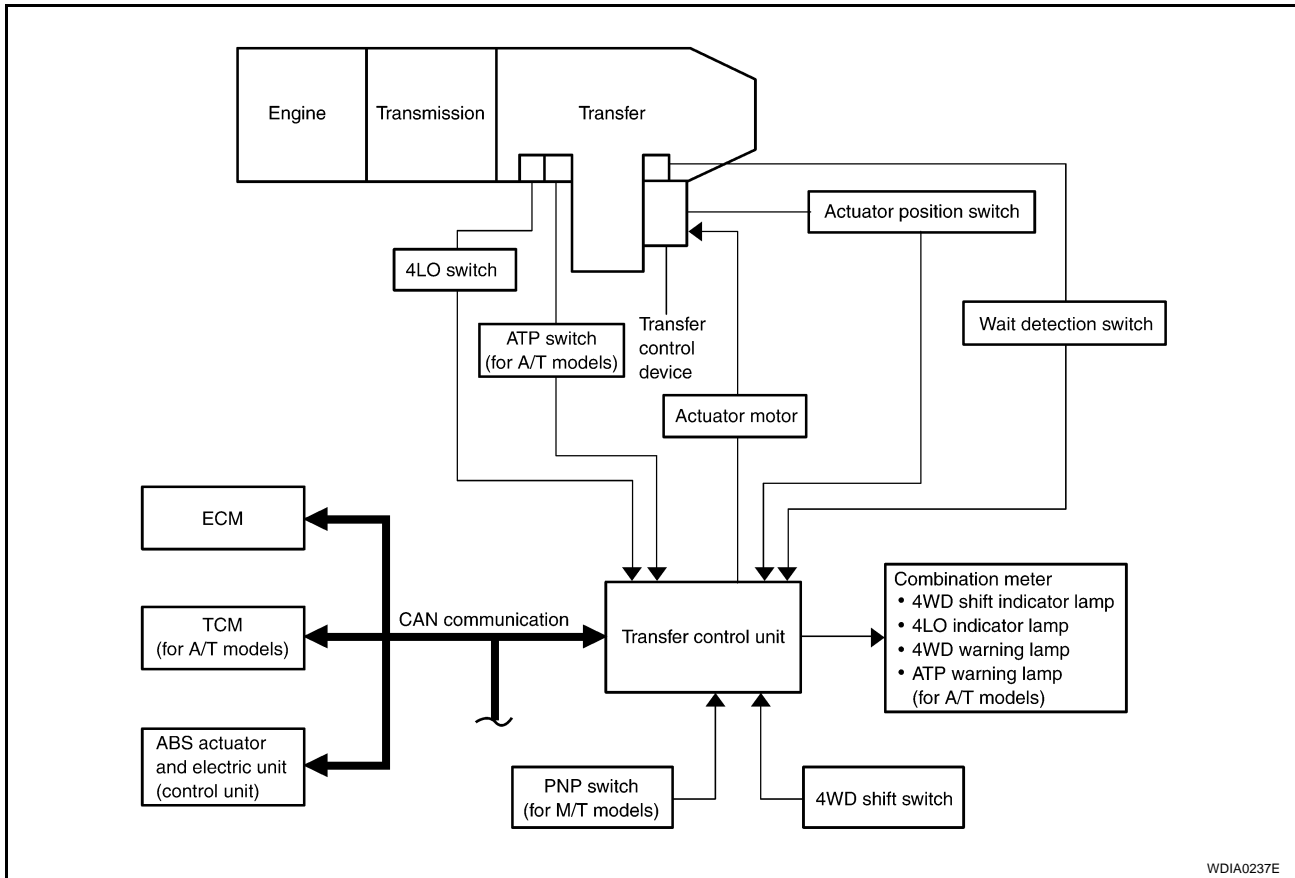 Engine
Transmission
Transfer
Actuator position switch
4LO switch
Wait detection switch
ATP switch
(for A/T models)
Transfer
control
device
Actuator motor
ECM
Combination meter
• 4WD shift indicator lamp
• 4LO indicator lamp
• 4WD warning lamp
• ATP warning lamp
(for A/T models)
CAN communication
TCM
(for A/T models)
Transfer control unit
ABS actuator
and electric unit
(control unit)
PNP switch
(for M/T models)
4WD shift switch
WDIA0237E